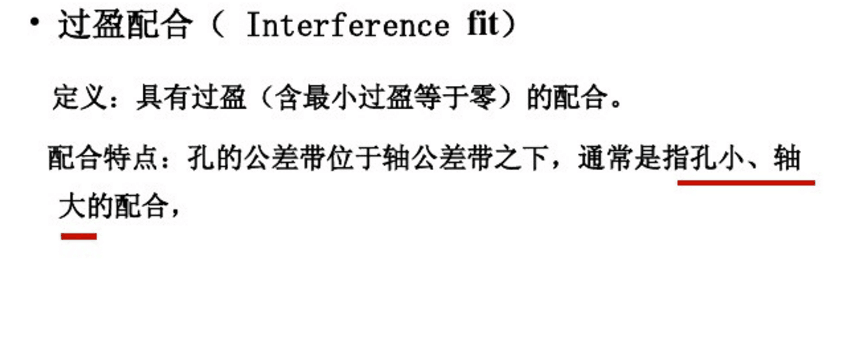 • 过盈配合（ Interference fit）
定义：具有过盈（含最小过盈等于零）的配合。
配合特点：孔的公差带位于轴公差带之下，通常是指孔小、轴
大的配合，